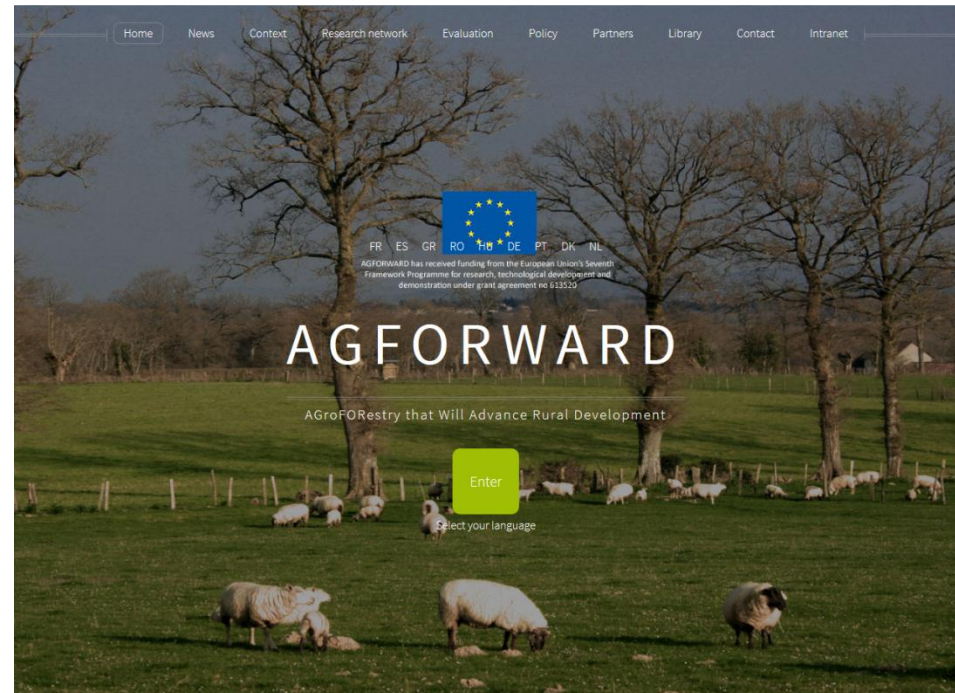 Home News Context Research network Evaluation Policy Partners Library Contact Intranet
FR ES GR RO HU DE PT DK NL
AGFORWARD has received funding from the European Union's Seventh
Framework Programme for research, technological development and
demonstration under grant agreement no 613520
AGFORWARD
AGroFORestry that Will Advance Rural Development
Enter
Select your language